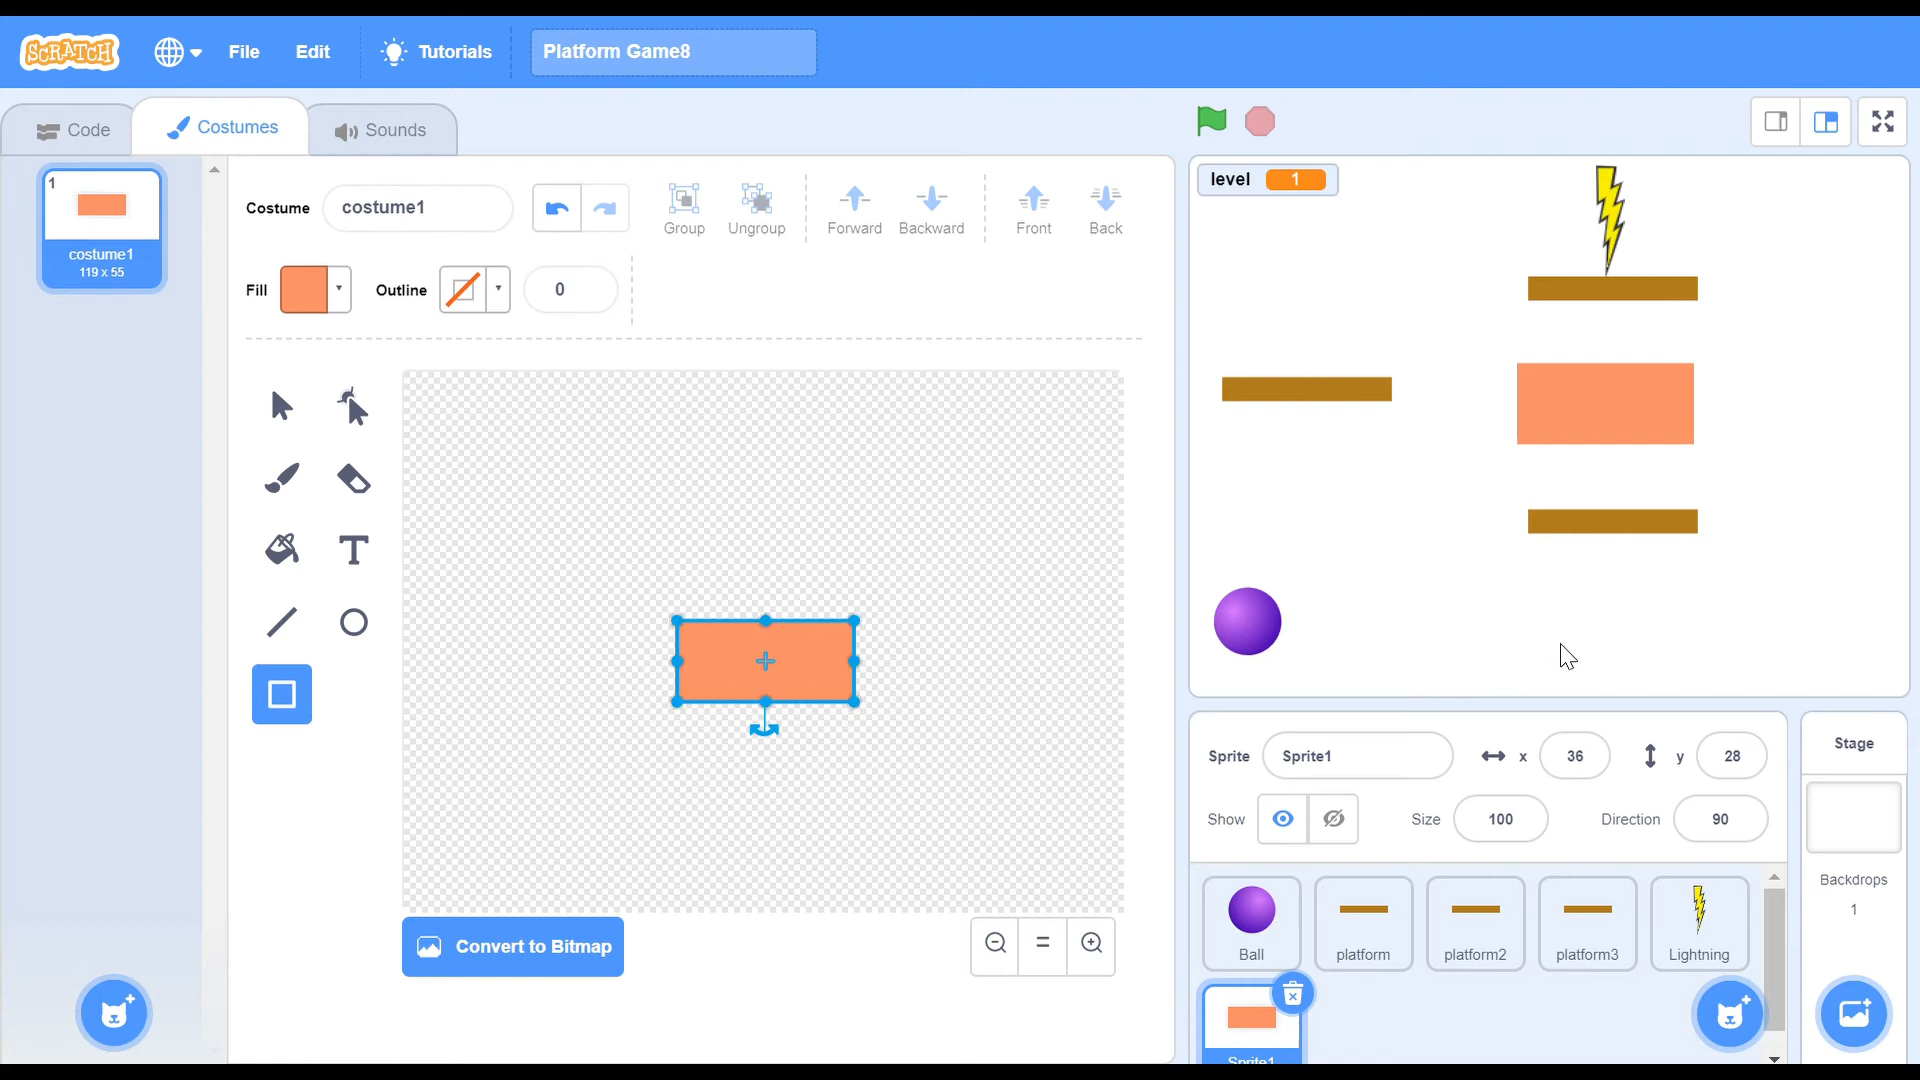 SCRATCH File Edit Tutorials Platform Game8
Code Costumes Sounds
level 1
1
costume1
119 x 55
Costume costume1
Group Ungroup Forward Backward Front Back
Fill Outline 0
T
Convert to Bitmap
Sprite Sprite1 x 36 y 28
Show Size 100 Direction 90
Ball platform platform2 platform3 Lightning
Sprite1
Stage
Backdrops
1